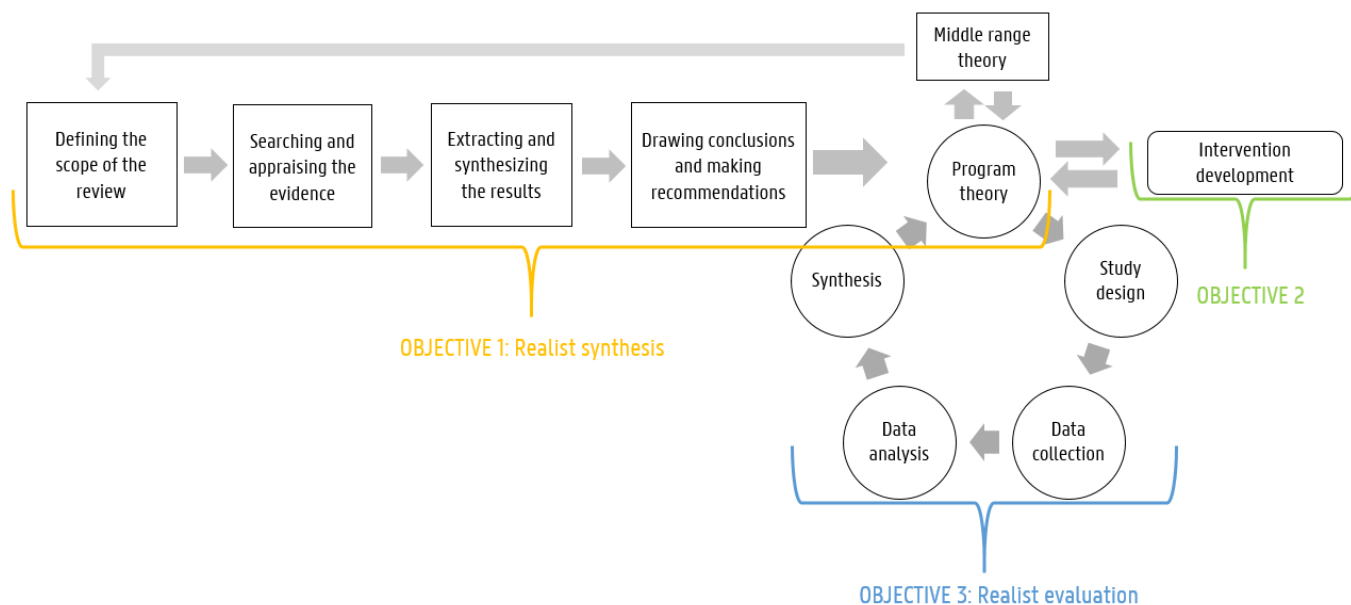 Middle range
theory
Defining the
scope of the
review
Searching and
appraising the
evidence
Extracting and
synthesizing
the results
Drawing conclusions
and making
recommendations
Program
theory
Intervention
development
Synthesis
Study
design
OBJECTIVE 2
OBJECTIVE 1: Realist synthesis
Data
analysis
Data
collection
OBJECTIVE 3: Realist evaluation